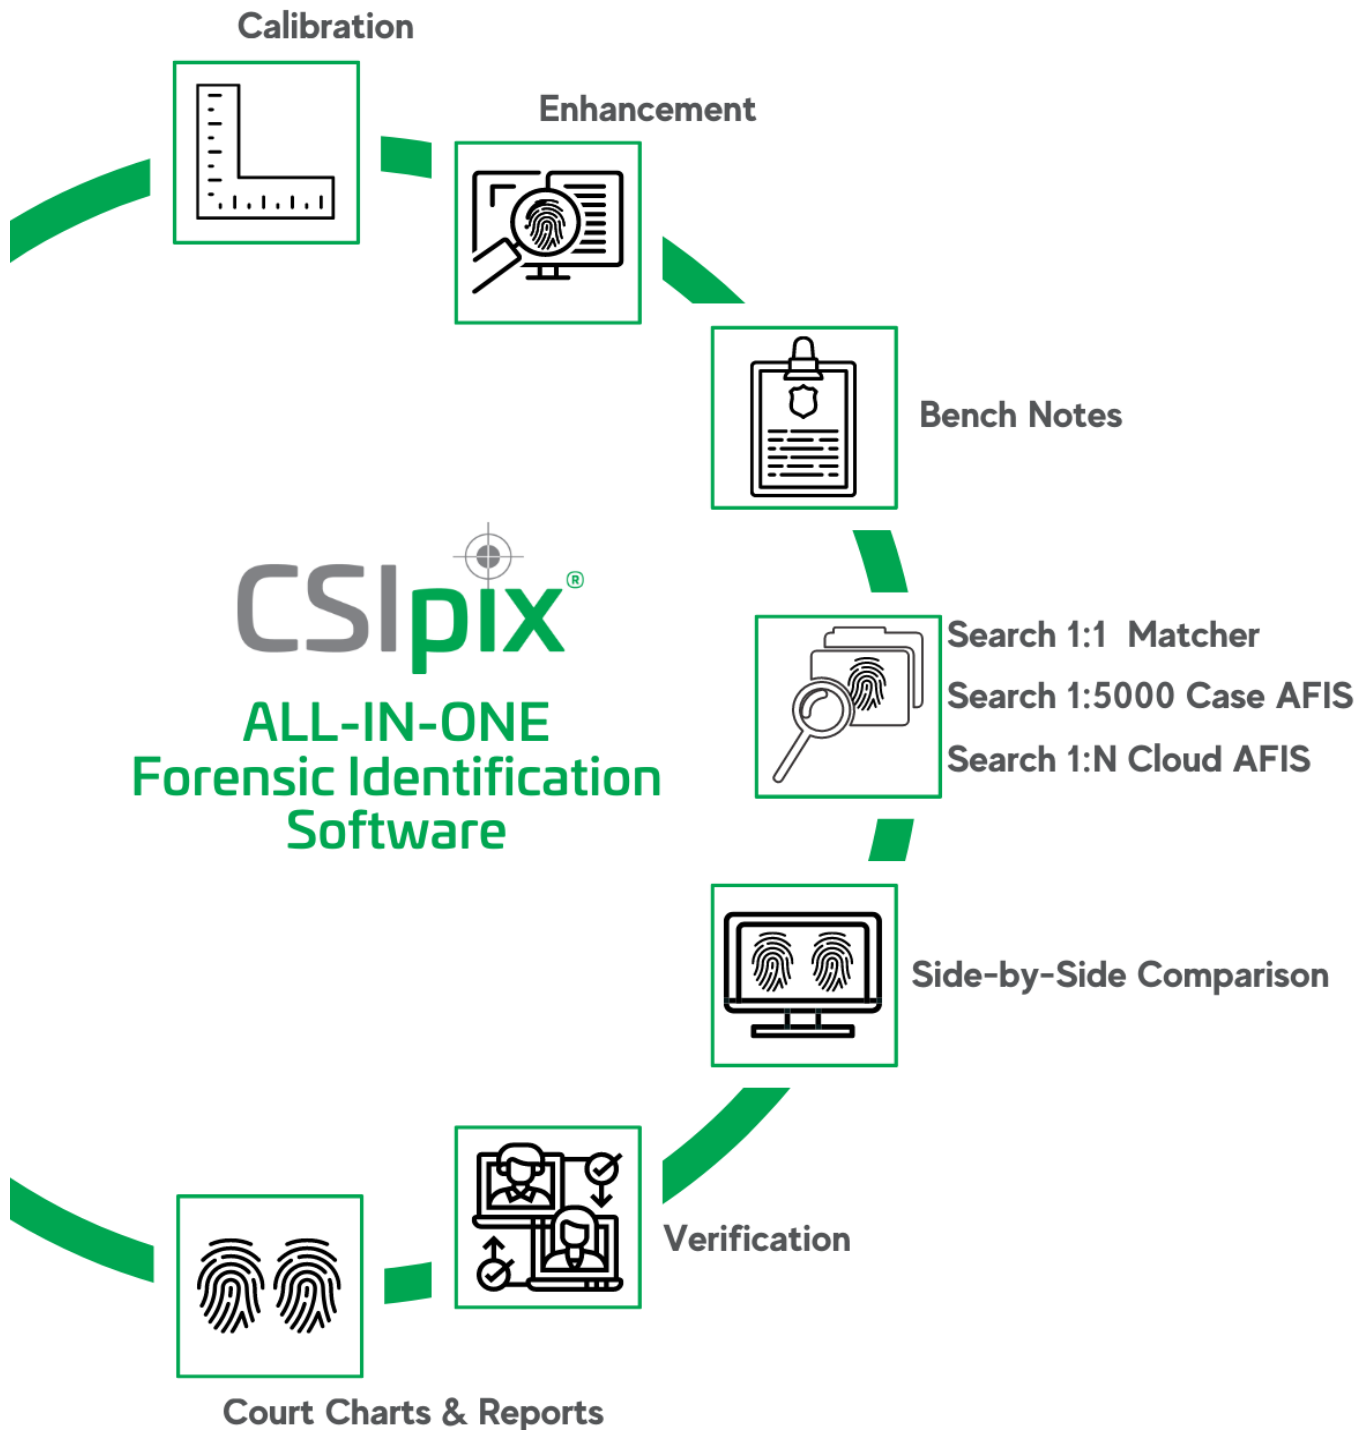 Calibration
Enhancement
Bench Notes
CSIpix®
ALL-IN-ONE
Forensic Identification
Software
Search 1:1 Matcher
Search 1:5000 Case AFIS
Search 1:N Cloud AFIS
Side-by-Side Comparison
Verification
Court Charts & Reports